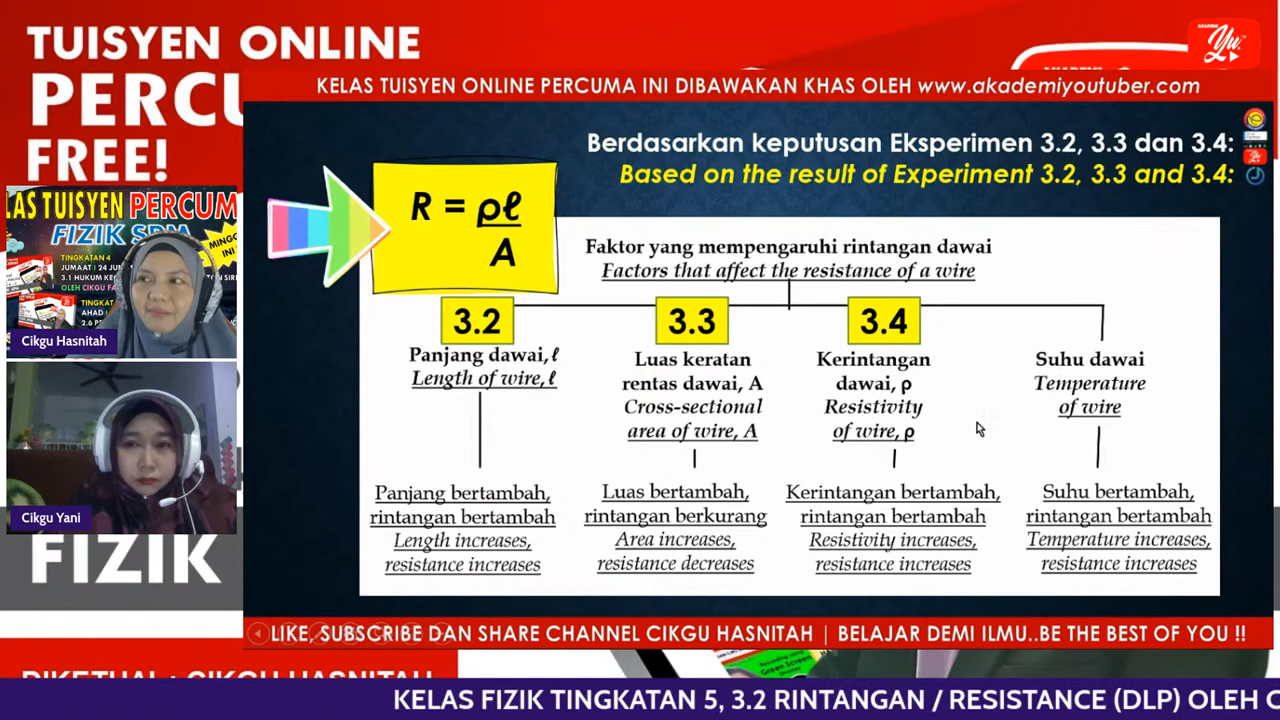 TUISYEN ONLINE
FREE!
KELAS TUISYEN ONLINE PERCUMA INI DIBAWAKAN KHAS OLEH www.akademiyoutuber.com
Berdasarkan keputusan Eksperimen 3.2, 3.3 dan 3.4:
Based on the result of Experiment 3.2, 3.3 and 3.4:
R = ρℓ
A
Faktor yang mempengaruhi rintangan dawai
Factors that affect the resistance of a wire
3.2
Panjang dawai, ℓ
Length of wire, ℓ
Panjang bertambah,
rintangan bertambah
Length increases,
resistance increases
3.3
Luas keratan
rentas dawai, A
Cross-sectional
area of wire, A
Luas bertambah,
rintangan berkurang
Area increases,
resistance decreases
3.4
Kerintangan
dawai, ρ
Resistivity
of wire, ρ
Kerintangan bertambah,
rintangan bertambah
Resistivity increases,
resistance increases
Suhu dawai
Temperature
of wire
Suhu bertambah,
rintangan bertambah
Temperature increases,
resistance increases
TUISYEN
FIZIK SPM
TINGKATAN 4
Cikgu Hasnitah
Cikgu Yani
FIZIK
LIKE, SUBSCRIBE DAN SHARE CHANNEL CIKGU HASNITAH | BELAJAR DEMI ILMU..BE THE BEST OF YOU !!
KELAS FIZIK TINGKATAN 5, 3.2 RINTANGAN / RESISTANCE (DLP) OLEH